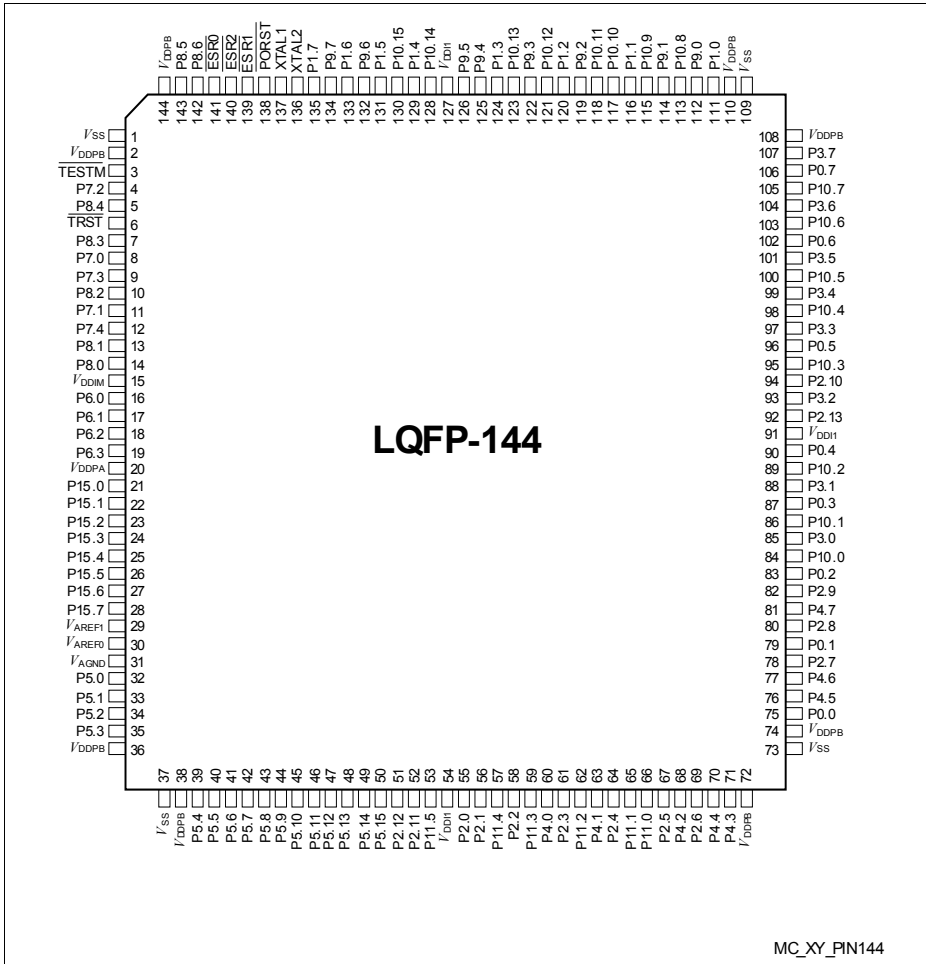 VDDPB 144
P8.5 143
P8.6 142
ESR0 141
ESR2 140
ESR1 139
PORST 138
XTAL1 137
XTAL2 136
P1.7 135
P9.7 134
P1.6 133
P9.6 132
P1.5 131
P10.15 130
P1.4 129
P10.14 128
VDDI1 127
P9.5 126
P9.4 125
P1.3 124
P10.13 123
P9.3 122
P10.12 121
P1.2 120
P9.2 119
P10.11 118
P10.10 117
P1.1 116
P10.9 115
P9.1 114
P10.8 113
P9.0 112
P1.0 111
VDDPB 110
VSS 109
VSS 1
VDDPB 2
TESTM 3
P7.2 4
P8.4 5
TRST 6
P8.3 7
P7.0 8
P7.3 9
P8.2 10
P7.1 11
P7.4 12
P8.1 13
P8.0 14
VDDIM 15
P6.0 16
P6.1 17
P6.2 18
P6.3 19
VDDPA 20
P15.0 21
P15.1 22
P15.2 23
P15.3 24
P15.4 25
P15.5 26
P15.6 27
P15.7 28
VAREF1 29
VAREF0 30
VAGND 31
P5.0 32
P5.1 33
P5.2 34
P5.3 35
VDDPB 36
LQFP-144
108 VDDPB
107 P3.7
106 P0.7
105 P10.7
104 P3.6
103 P10.6
102 P0.6
101 P3.5
100 P10.5
99 P3.4
98 P10.4
97 P3.3
96 P0.5
95 P10.3
94 P2.10
93 P3.2
92 P2.13
91 VDDI1
90 P0.4
89 P10.2
88 P3.1
87 P0.3
86 P10.1
85 P3.0
84 P10.0
83 P0.2
82 P2.9
81 P4.7
80 P2.8
79 P0.1
78 P2.7
77 P4.6
76 P4.5
75 P0.0
74 VDDPB
73 VSS
37 VSS
38 VDDPB
39 P5.4
40 P5.5
41 P5.6
42 P5.7
43 P5.8
44 P5.9
45 P5.10
46 P5.11
47 P5.12
48 P5.13
49 P5.14
50 P5.15
51 P2.12
52 P2.11
53 P11.5
54 VDDI1
55 P2.0
56 P2.1
57 P11.4
58 P2.2
59 P11.3
60 P4.0
61 P2.3
62 P11.2
63 P4.1
64 P2.4
65 P11.1
66 P11.0
67 P2.5
68 P4.2
69 P2.6
70 P4.4
71 P4.3
72 VDDPB
MC_XY_PIN144